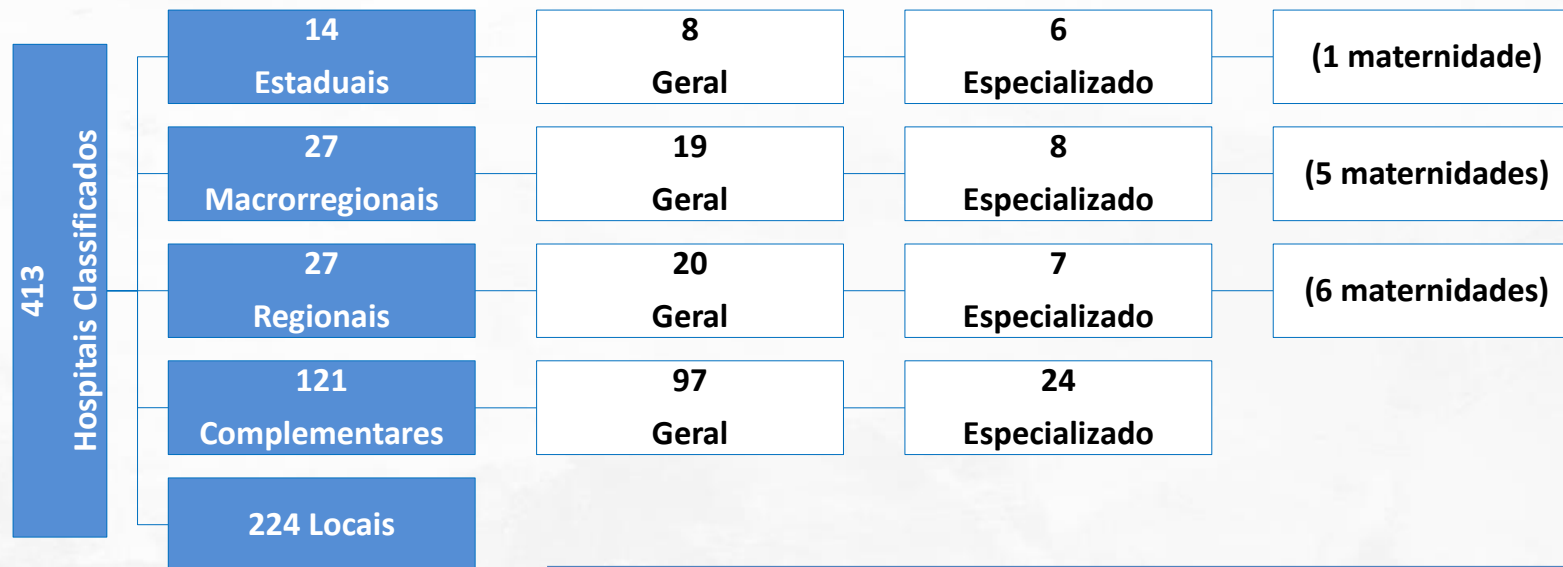 413
Hospitais Classificados
14
Estaduais
8
Geral
6
Especializado
(1 maternidade)
27
Macrorregionais
19
Geral
8
Especializado
(5 maternidades)
27
Regionais
20
Geral
7
Especializado
(6 maternidades)
121
Complementares
97
Geral
24
Especializado
224 Locais